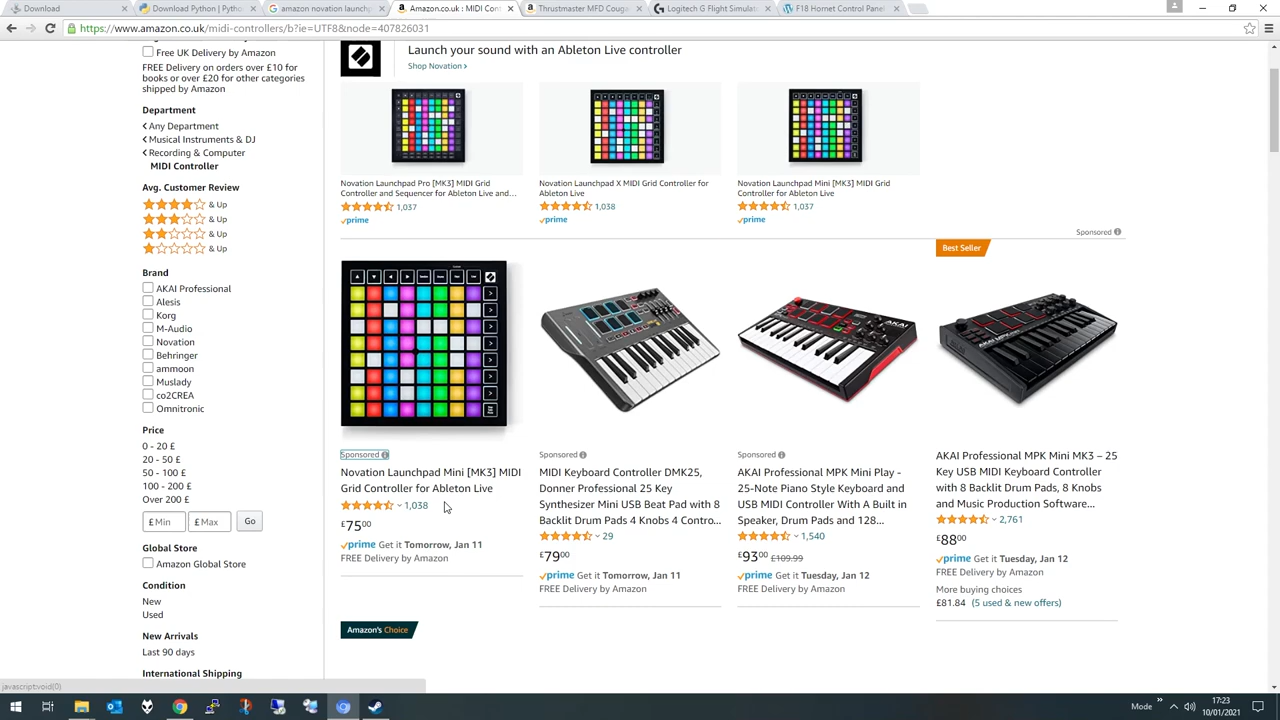 Download
Download Python | Python
amazon novation launchp
Amazon.co.uk : MIDI Con
Thrustmaster MFD Couga
Logitech G Flight Simulat
F18 Hornet Control Pane
https://www.amazon.co.uk/midi-controllers/b?ie=UTF8&node=407826031
Free UK Delivery by Amazon
FREE Delivery on orders over £10 for
books or over £20 for other categories
shipped by Amazon
Department
Any Department
Musical Instruments & DJ
Recording & Computer
MIDI Controller
Avg. Customer Review
& Up
& Up
& Up
& Up
Brand
AKAI Professional
Alesis
Korg
M-Audio
Novation
Behringer
ammoon
Muslady
co2CREA
Omnitronic
Price
0 - 20 £
20 - 50 £
50 - 100 £
100 - 200 £
Over 200 £
£ Min
£ Max
Go
Global Store
Amazon Global Store
Condition
New
Used
New Arrivals
Last 90 days
International Shipping
Launch your sound with an Ableton Live controller
Shop Novation ›
Novation Launchpad Pro [MK3] MIDI Grid
Controller and Sequencer for Ableton Live and...
1,037
prime
Novation Launchpad X MIDI Grid Controller for
Ableton Live
1,038
prime
Novation Launchpad Mini [MK3] MIDI Grid
Controller for Ableton Live
1,037
prime
Sponsored
Sponsored
Novation Launchpad Mini [MK3] MIDI
Grid Controller for Ableton Live
1,038
£7500
prime Get it Tomorrow, Jan 11
FREE Delivery by Amazon
Sponsored
MIDI Keyboard Controller DMK25,
Donner Professional 25 Key
Synthesizer Mini USB Beat Pad with 8
Backlit Drum Pads 4 Knobs 4 Contro...
29
£7900
prime Get it Tomorrow, Jan 11
FREE Delivery by Amazon
Sponsored
AKAI Professional MPK Mini Play -
25-Note Piano Style Keyboard and
USB MIDI Controller With A Built in
Speaker, Drum Pads and 128...
1,540
£9300 £109.99
prime Get it Tuesday, Jan 12
FREE Delivery by Amazon
Best Seller
AKAI Professional MPK Mini MK3 – 25
Key USB MIDI Keyboard Controller
with 8 Backlit Drum Pads, 8 Knobs
and Music Production Software...
2,761
£8800
prime Get it Tuesday, Jan 12
FREE Delivery by Amazon
More buying choices
£81.84 (5 used & new offers)
Amazon's Choice
javascript:void(0)
Mode
17:23
10/01/2021